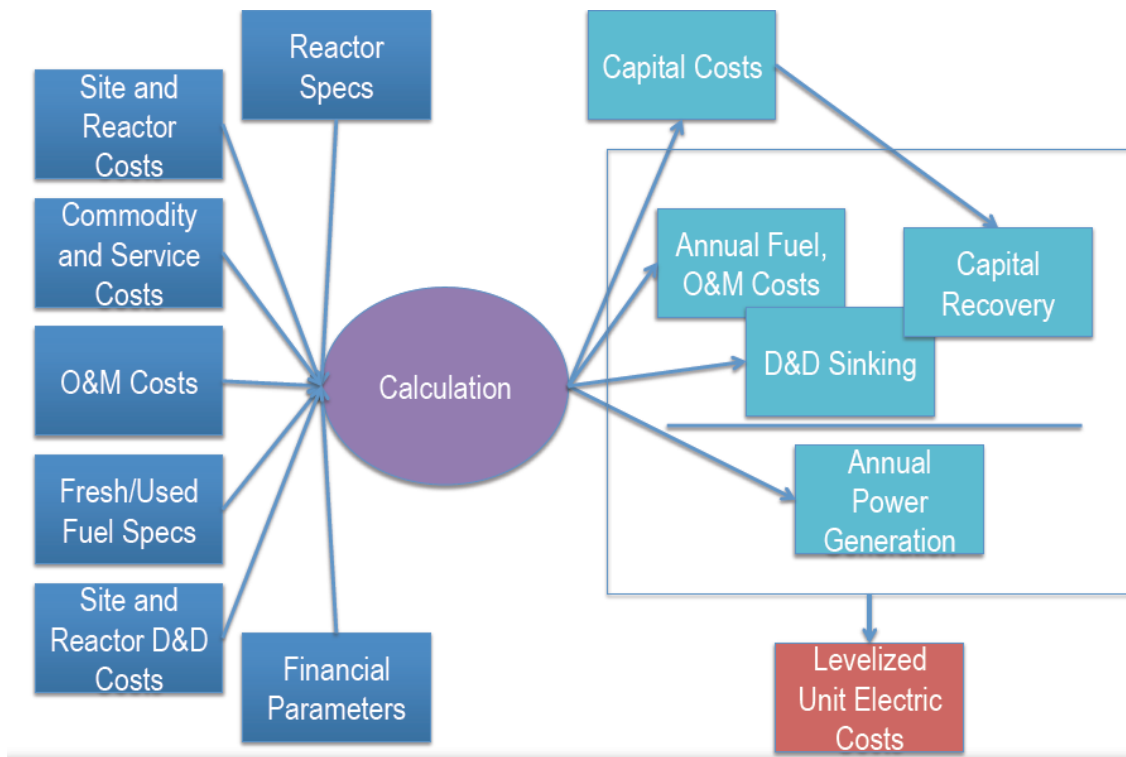 Reactor
Specs
Site and
Reactor
Costs
Commodity
and Service
Costs
O&M Costs
Fresh/Used
Fuel Specs
Site and
Reactor D&D
Costs
Financial
Parameters
Calculation
Capital Costs
Annual Fuel,
O&M Costs
Capital
Recovery
D&D Sinking
Annual
Power
Generation
Levelized
Unit Electric
Costs